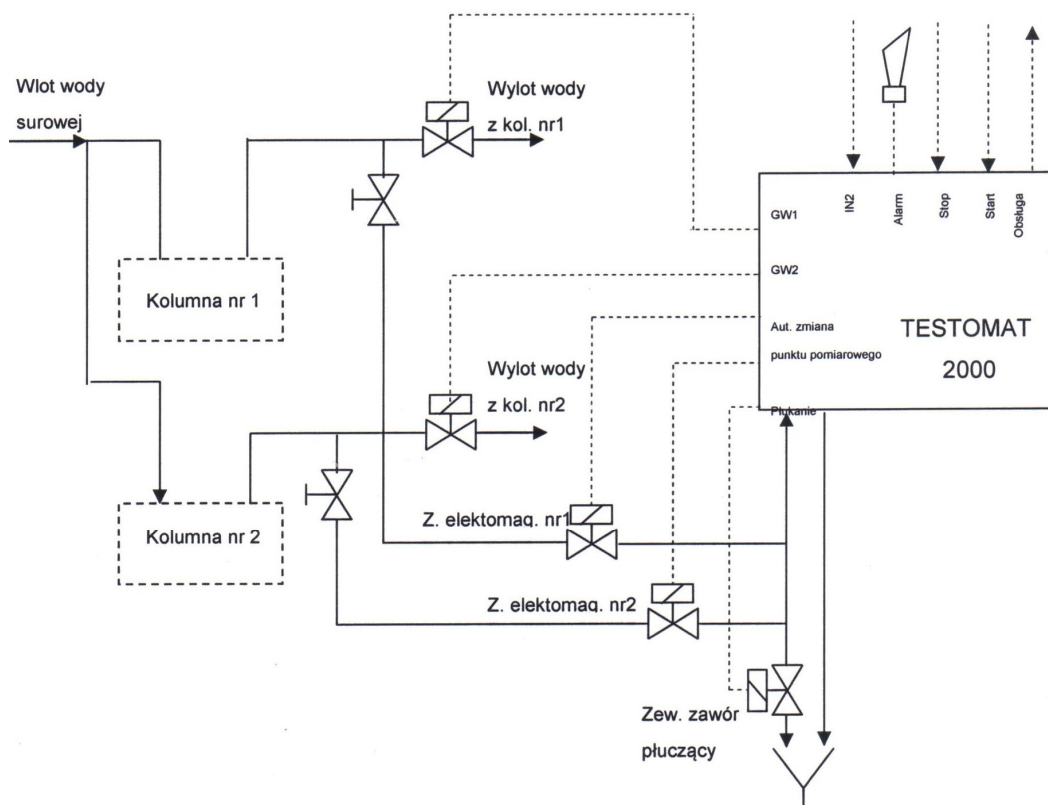 Wlot wody
surowej
Wylot wody
z kol. nr1
Kolumna nr 1
Wylot wody
z kol. nr2
Kolumna nr 2
Z. elektomag. nr1
Z. elektomag. nr2
Zew. zawór
płuczący
IN2
Alarm
Stop
Start
Obsługa
GW1
GW2
Aut. zmiana
punktu pomiarowego
Płukanie
TESTOMAT
2000